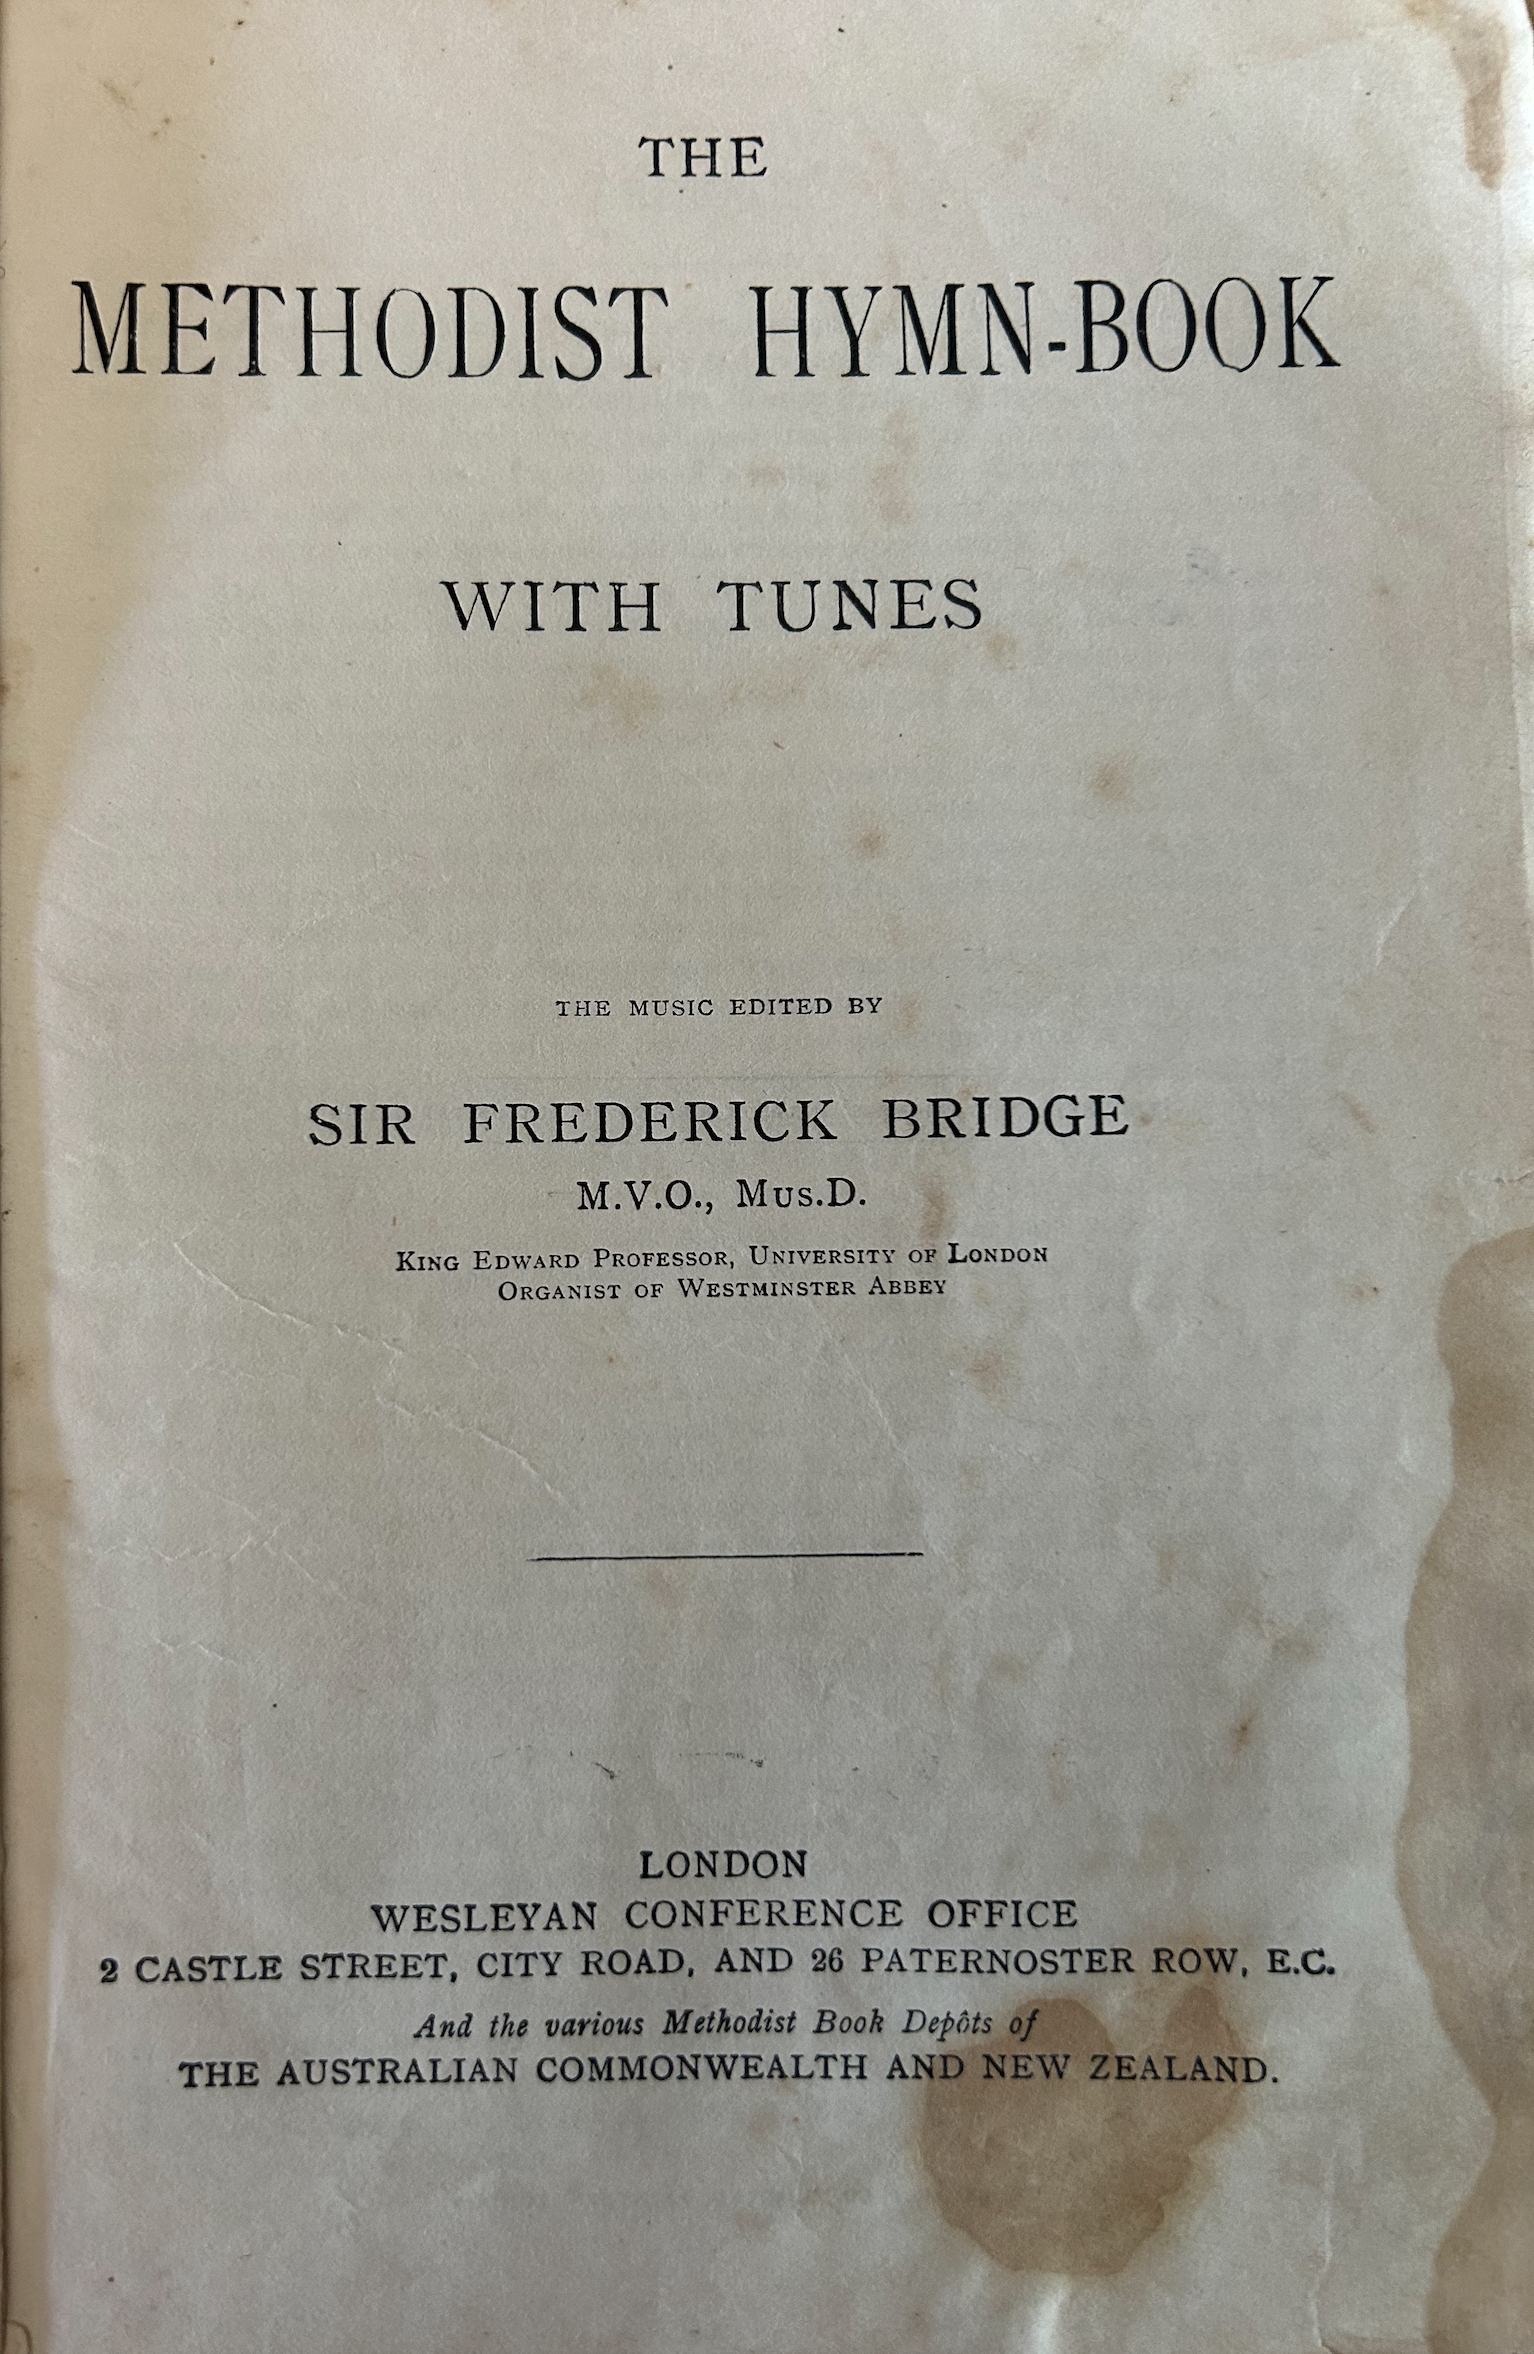 THE
METHODIST HYMN-BOOK
WITH TUNES
THE MUSIC EDITED BY
SIR FREDERICK BRIDGE
M.V.O., Mus.D.
King Edward Professor, University of London
Organist of Westminster Abbey
LONDON
WESLEYAN CONFERENCE OFFICE
2 CASTLE STREET, CITY ROAD, AND 26 PATERNOSTER ROW, E.C.
And the various Methodist Book Depôts of
THE AUSTRALIAN COMMONWEALTH AND NEW ZEALAND.